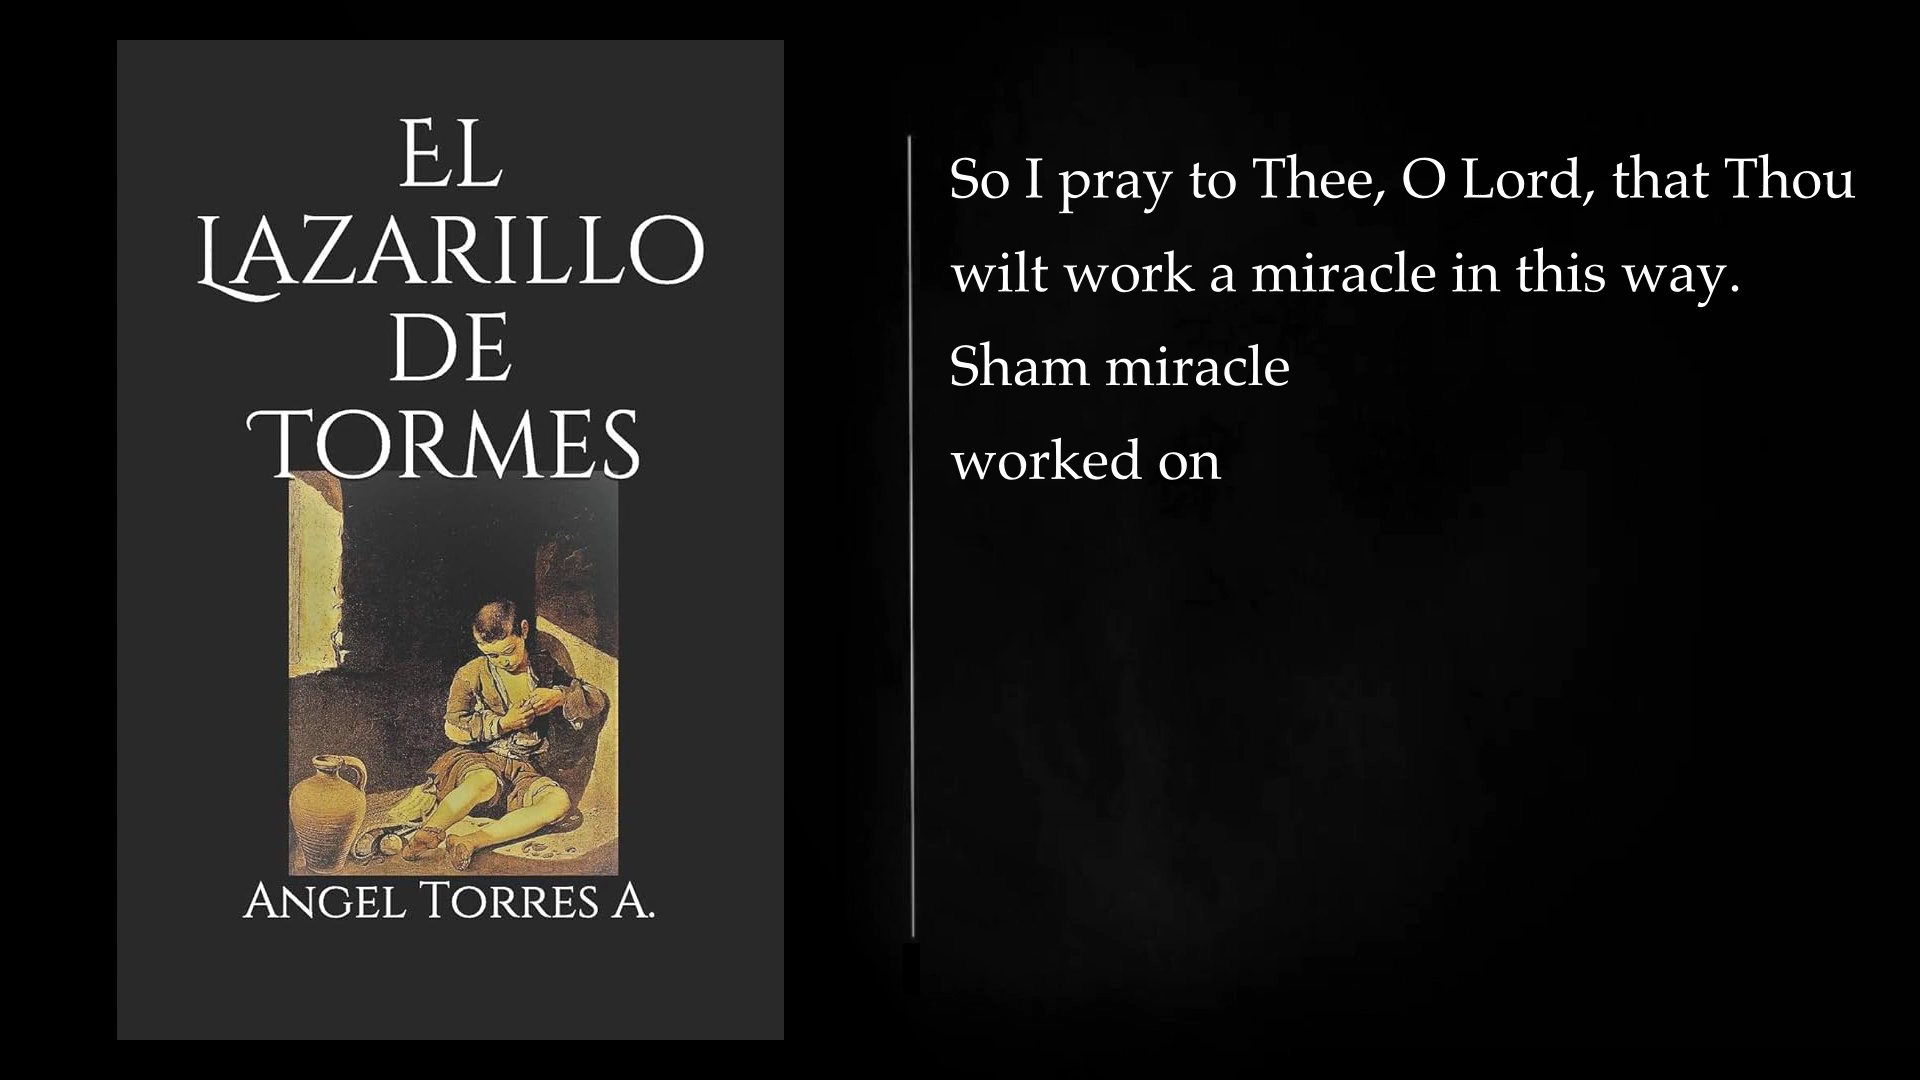 EL
LAZARILLO
DE
TORMES
ANGEL TORRES A.
So I pray to Thee, O Lord, that Thou
wilt work a miracle in this way.
Sham miracle
worked on